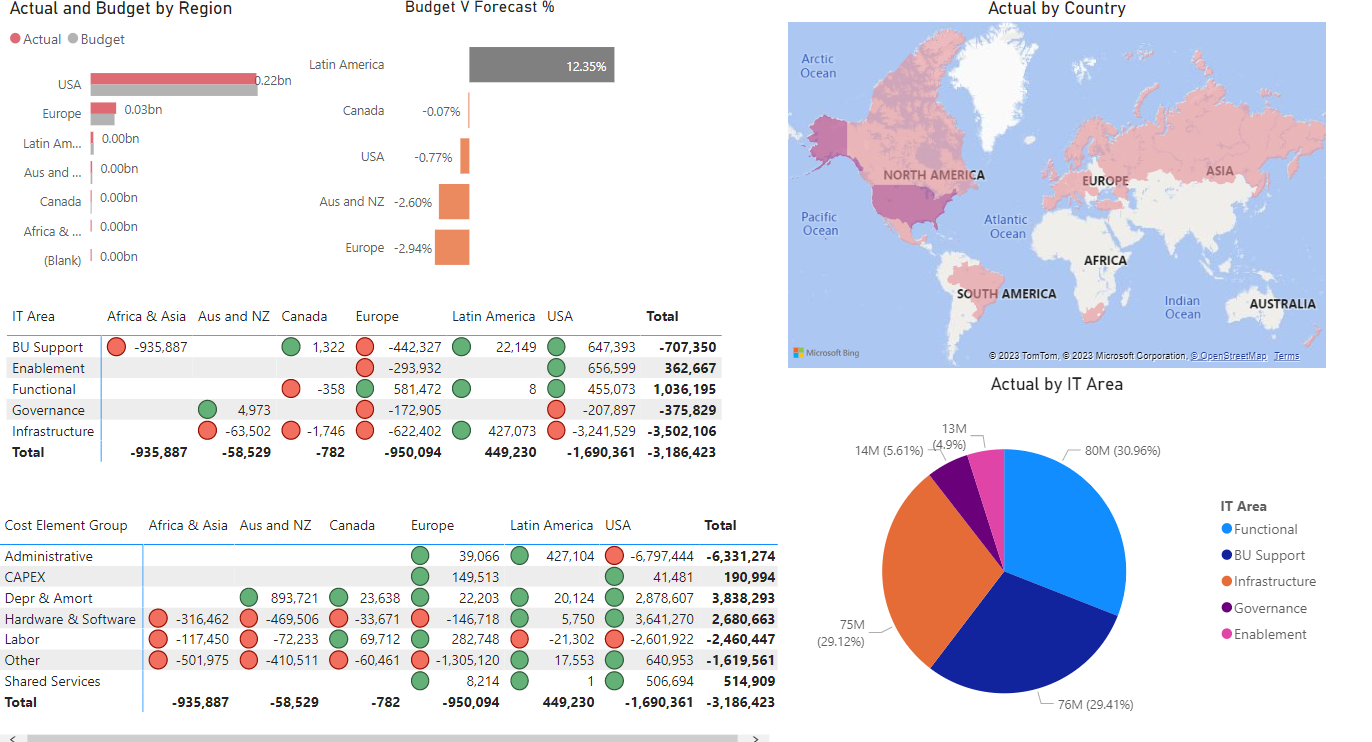 Actual and Budget by Region
Actual Budget
USA 0.22bn
Europe 0.03bn
Latin Am... 0.00bn
Aus and ... 0.00bn
Canada 0.00bn
Africa & ... 0.00bn
(Blank) 0.00bn
Budget V Forecast %
Latin America 12.35%
Canada -0.07%
USA -0.77%
Aus and NZ -2.60%
Europe -2.94%
Actual by Country
Arctic
Ocean
NORTH AMERICA
EUROPE
ASIA
Pacific
Ocean
Atlantic
Ocean
AFRICA
SOUTH AMERICA
Indian
Ocean
AUSTRALIA
Microsoft Bing
© 2023 TomTom, © 2023 Microsoft Corporation, © OpenStreetMap Terms
IT Area Africa & Asia Aus and NZ Canada Europe Latin America USA Total
BU Support -935,887 1,322 -442,327 22,149 647,393 -707,350
Enablement -293,932 656,599 362,667
Functional -358 581,472 8 455,073 1,036,195
Governance 4,973 -172,905 -207,897 -375,829
Infrastructure -63,502 -1,746 -622,402 427,073 -3,241,529 -3,502,106
Total -935,887 -58,529 -782 -950,094 449,230 -1,690,361 -3,186,423
Actual by IT Area
13M
(4.9%)
14M (5.61%)
80M (30.96%)
75M
(29.12%)
76M (29.41%)
IT Area
Functional
BU Support
Infrastructure
Governance
Enablement
Cost Element Group Africa & Asia Aus and NZ Canada Europe Latin America USA Total
Administrative 39,066 427,104 -6,797,444 -6,331,274
CAPEX 149,513 41,481 190,994
Depr & Amort 893,721 23,638 22,203 20,124 2,878,607 3,838,293
Hardware & Software -316,462 -469,506 -33,671 -146,718 5,750 3,641,270 2,680,663
Labor -117,450 -72,233 69,712 282,748 -21,302 -2,601,922 -2,460,447
Other -501,975 -410,511 -60,461 -1,305,120 17,553 640,953 -1,619,561
Shared Services 8,214 1 506,694 514,909
Total -935,887 -58,529 -782 -950,094 449,230 -1,690,361 -3,186,423